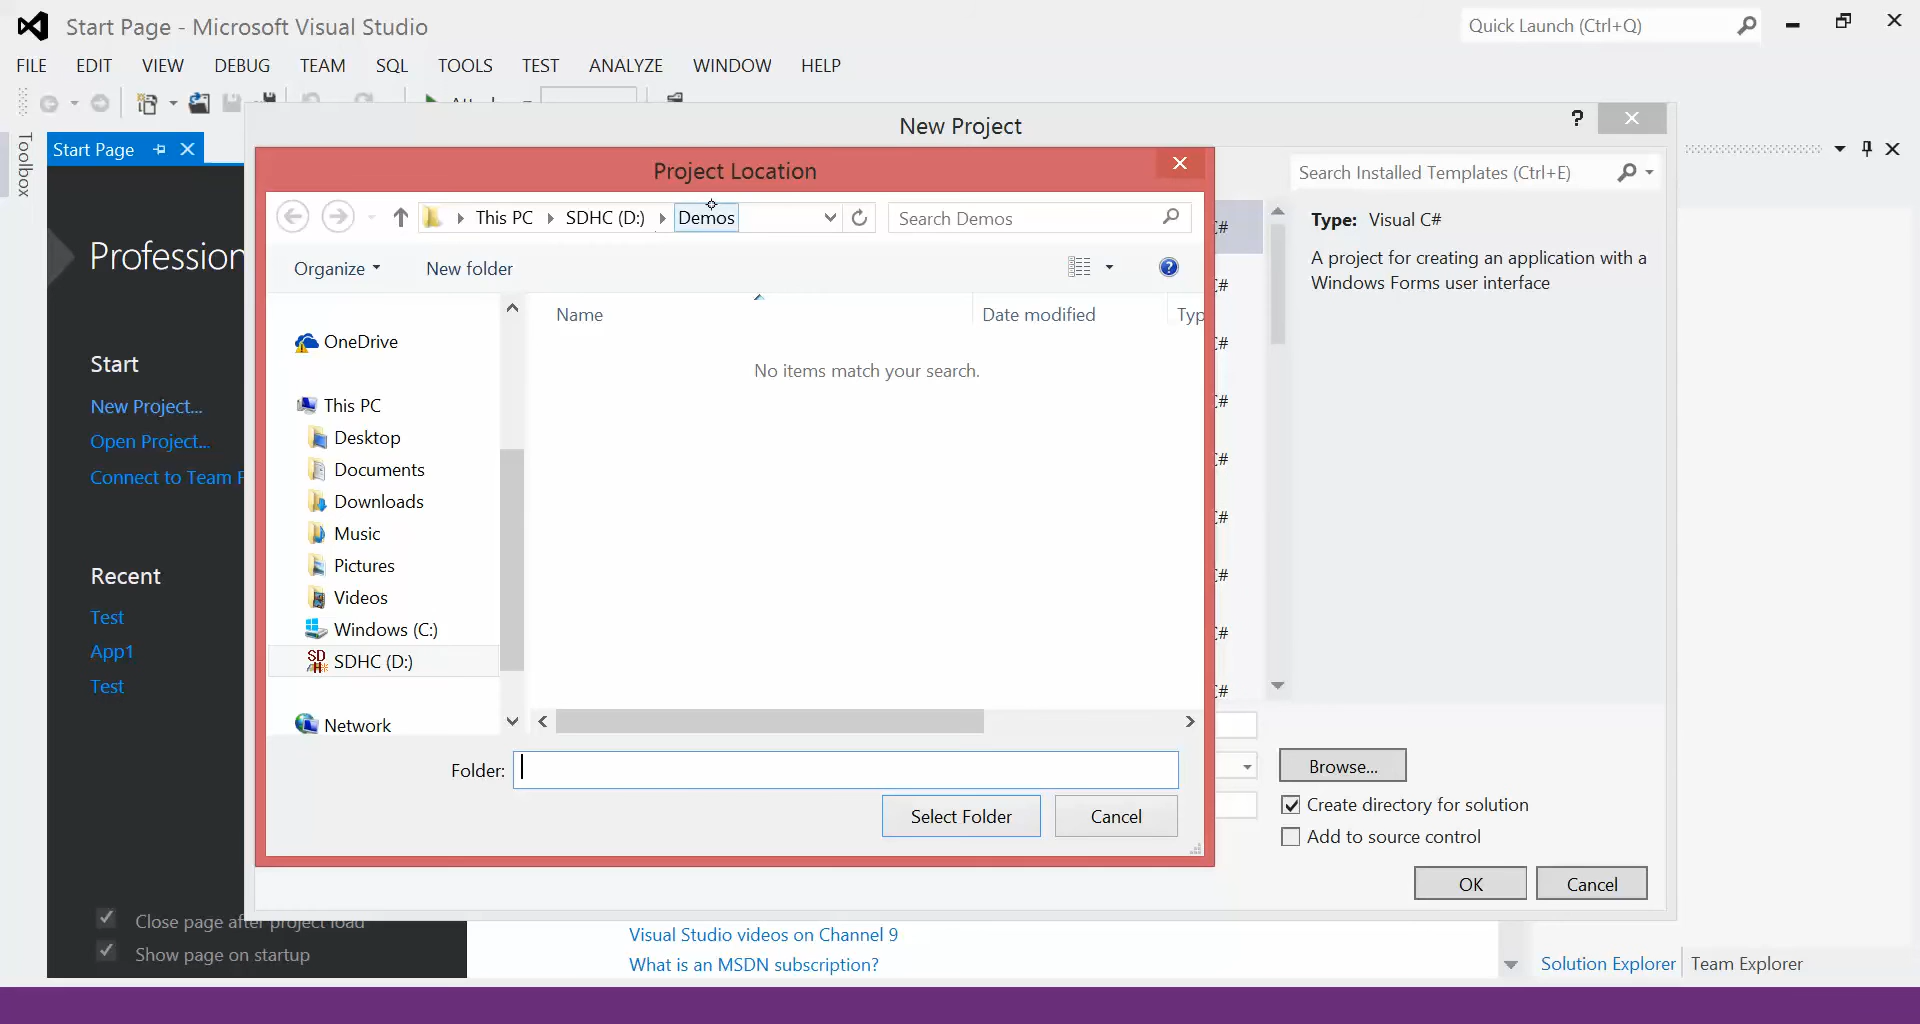 Start Page - Microsoft Visual Studio
Quick Launch (Ctrl+Q)
FILE EDIT VIEW DEBUG TEAM SQL TOOLS TEST ANALYZE WINDOW HELP
New Project
?
Toolbox
Start Page
Project Location
Search Installed Templates (Ctrl+E)
This PC SDHC (D:) Demos
Search Demos
Type: Visual C#
A project for creating an application with a
Windows Forms user interface
Organize
New folder
?
Profession
Name
Date modified
Typ
No items match your search.
OneDrive
This PC
Desktop
Documents
Downloads
Music
Pictures
Videos
Windows (C:)
SD SDHC (D:)
Network
Start
New Project...
Open Project...
Connect to Team F
Recent
Test
App1
Test
Folder:
Select Folder
Cancel
Browse...
Create directory for solution
Add to source control
OK
Cancel
Close page after project load
Show page on startup
Visual Studio videos on Channel 9
What is an MSDN subscription?
Solution Explorer
Team Explorer